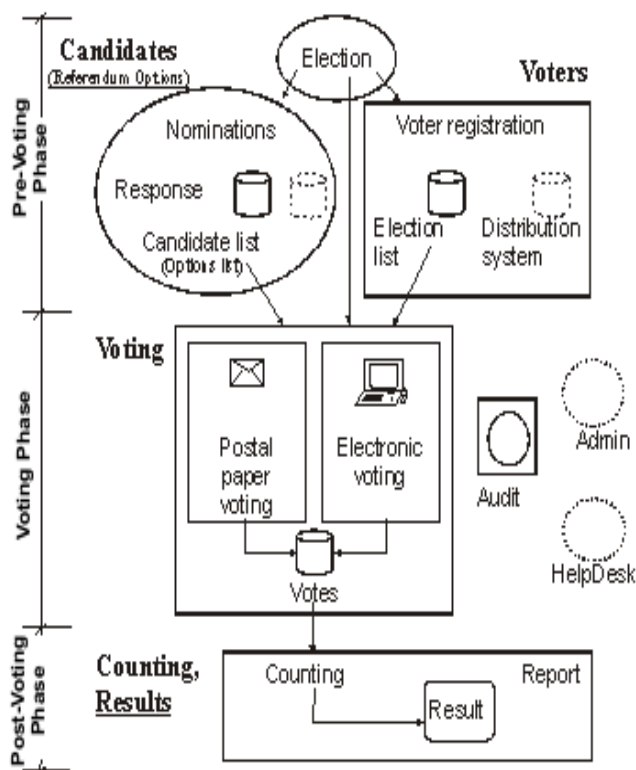 Pre-Voting
Phase
Candidates
(Referendum Options)
Election
Voters
Nominations
Response
Candidate list
(Options list)
Voter registration
Election
list
Distribution
system
Voting Phase
Voting
Postal
paper
voting
Electronic
voting
Votes
Audit
Admin
HelpDesk
Post-Voting
Phase
Counting,
Results
Counting
Report
Result